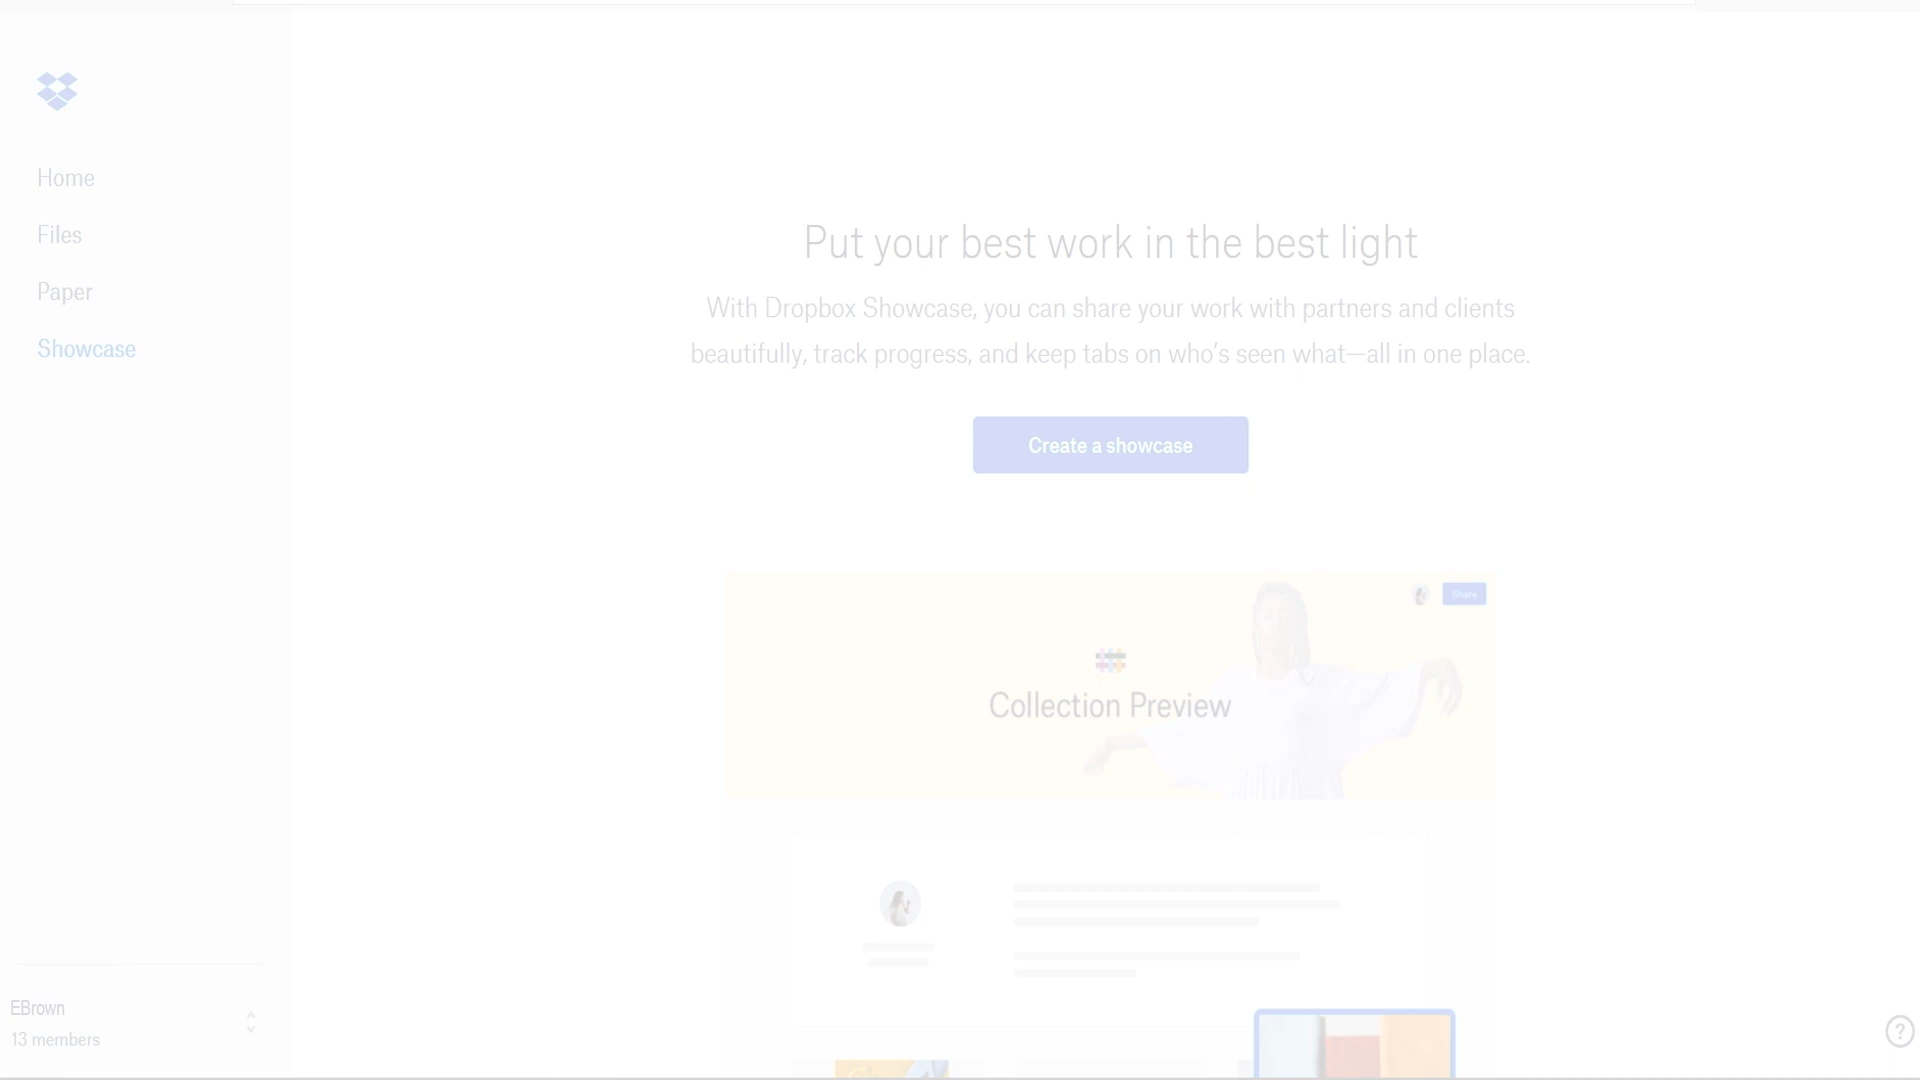 Home
Files
Paper
Showcase
Put your best work in the best light
With Dropbox Showcase, you can share your work with partners and clients
beautifully, track progress, and keep tabs on who’s seen what—all in one place.
Create a showcase
Share
Collection Preview
EBrown
13 members
?